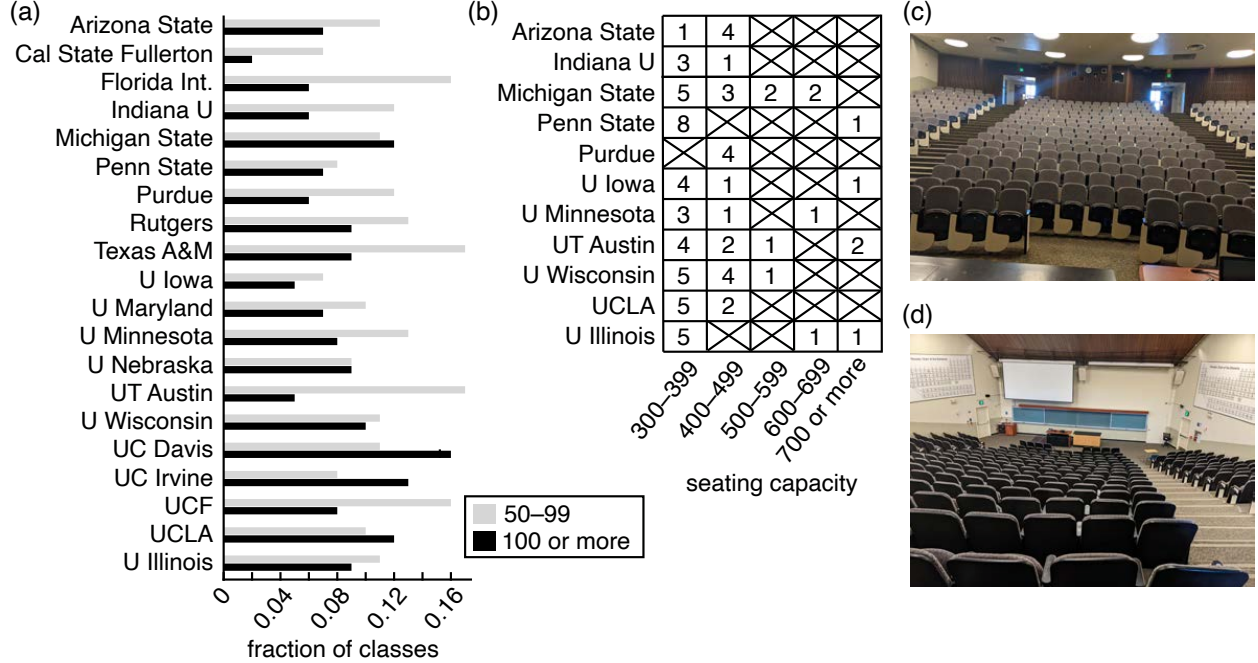 (a)
Arizona State
Cal State Fullerton
Florida Int.
Indiana U
Michigan State
Penn State
Purdue
Rutgers
Texas A&M
U Iowa
U Maryland
U Minnesota
U Nebraska
UT Austin
U Wisconsin
UC Davis
UC Irvine
UCF
UCLA
U Illinois
0 0.04 0.08 0.12 0.16
fraction of classes
50–99
100 or more
(b)
Arizona State 1 4
Indiana U 3 1
Michigan State 5 3 2 2
Penn State 8 1
Purdue 4
U Iowa 4 1 1
U Minnesota 3 1 1
UT Austin 4 2 1 2
U Wisconsin 5 4 1
UCLA 5 2
U Illinois 5 1 1
300–399 400–499 500–599 600–699 700 or more
seating capacity
(c)
(d)